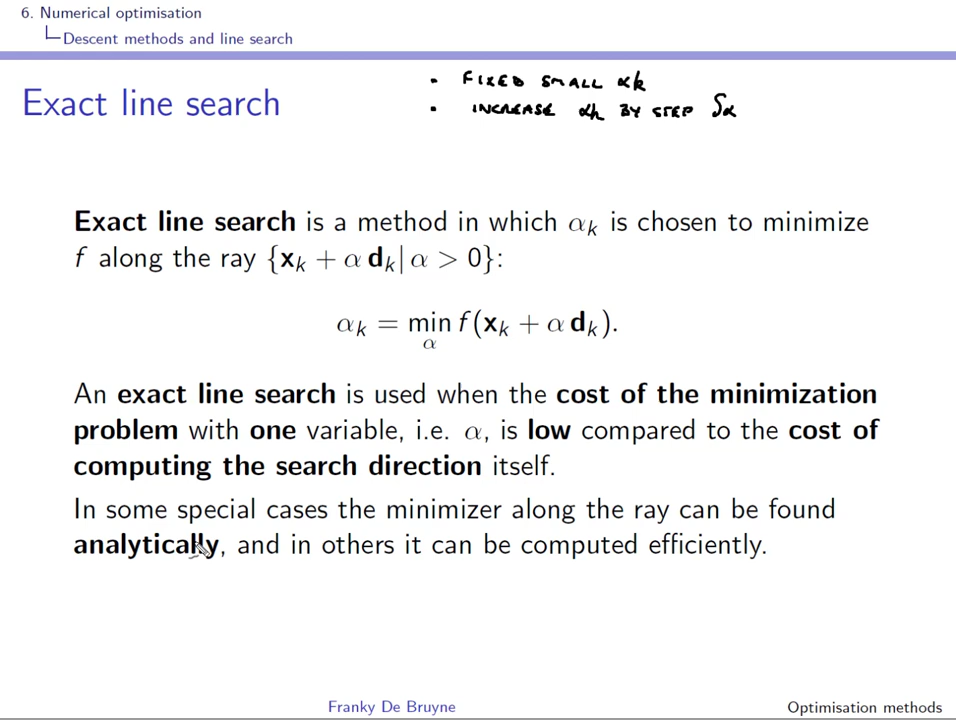 6. Numerical optimisation
Descent methods and line search
Exact line search
• FIXED SMALL αk
• INCREASE αk BY STEP δα
Exact line search is a method in which αₖ is chosen to minimize
f along the ray {xₖ + α dₖ| α > 0}:
αₖ = min f(xₖ + α dₖ).
α
An exact line search is used when the cost of the minimization
problem with one variable, i.e. α, is low compared to the cost of
computing the search direction itself.
In some special cases the minimizer along the ray can be found
analytically, and in others it can be computed efficiently.
Franky De Bruyne
Optimisation methods